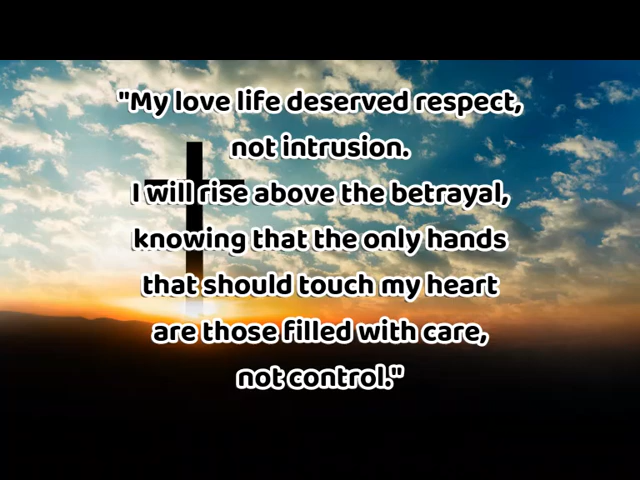 "My love life deserved respect,
not intrusion.
I will rise above the betrayal,
knowing that the only hands
that should touch my heart
are those filled with care,
not control."